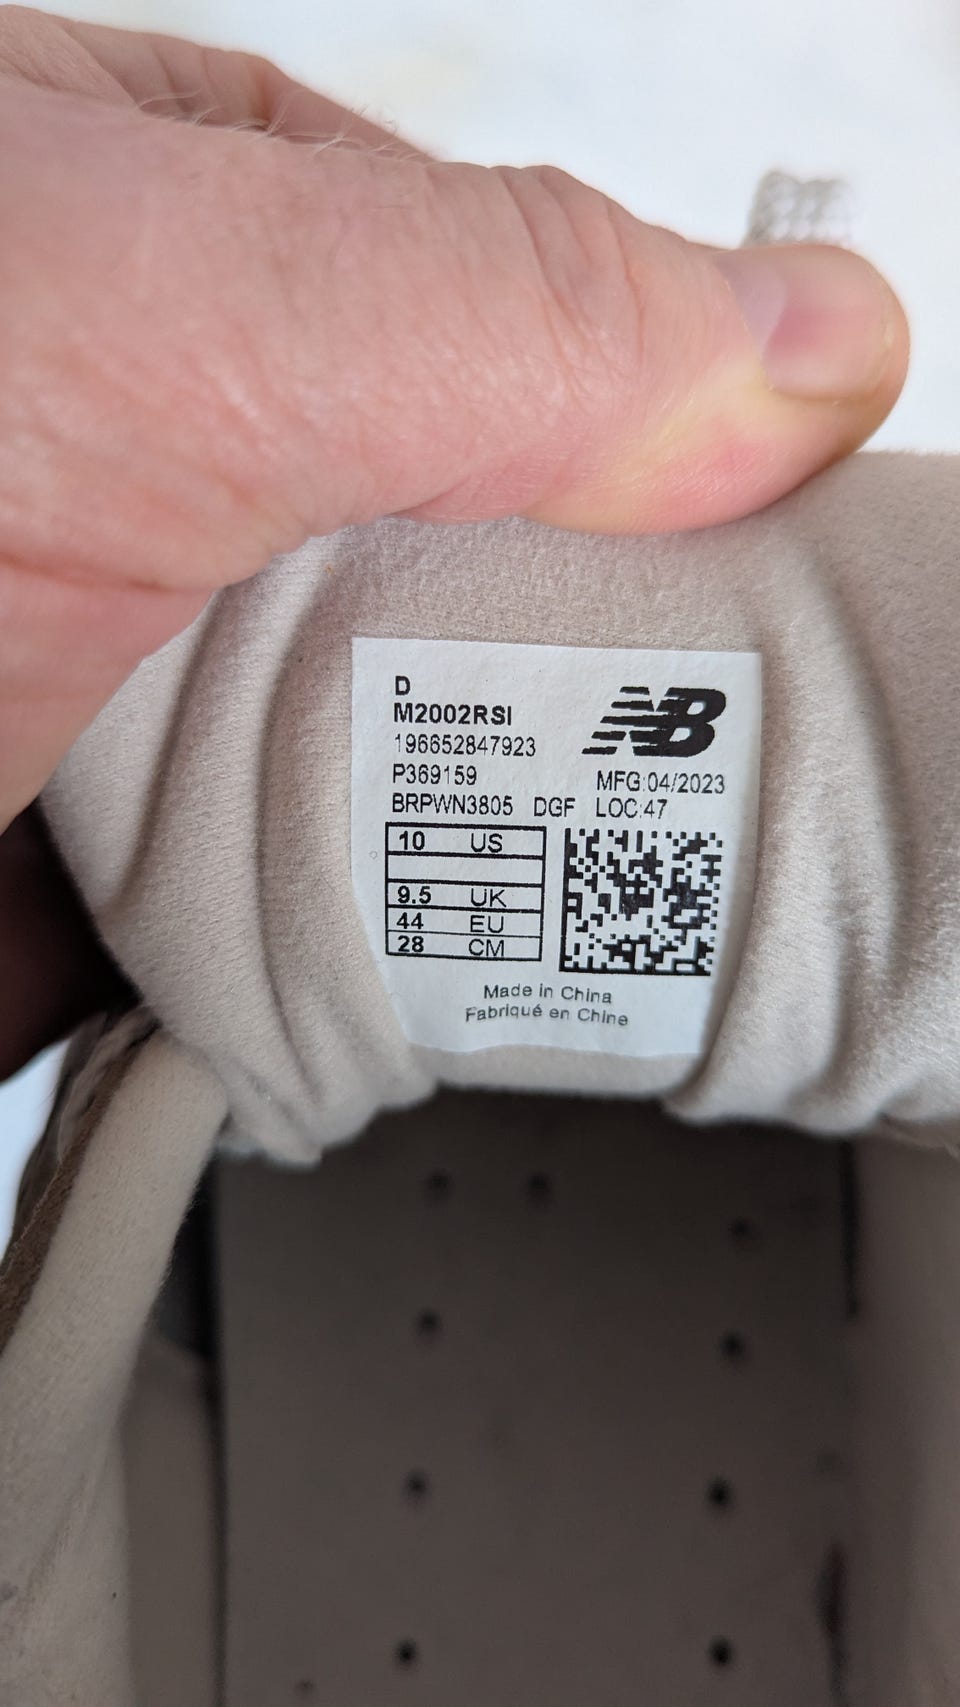 D
M2002RSI
NB
196652847923
P369159
MFG:04/2023
BRPWN3805 DGF LOC:47
10 US
9.5 UK
44 EU
28 CM
Made in China
Fabriqué en Chine